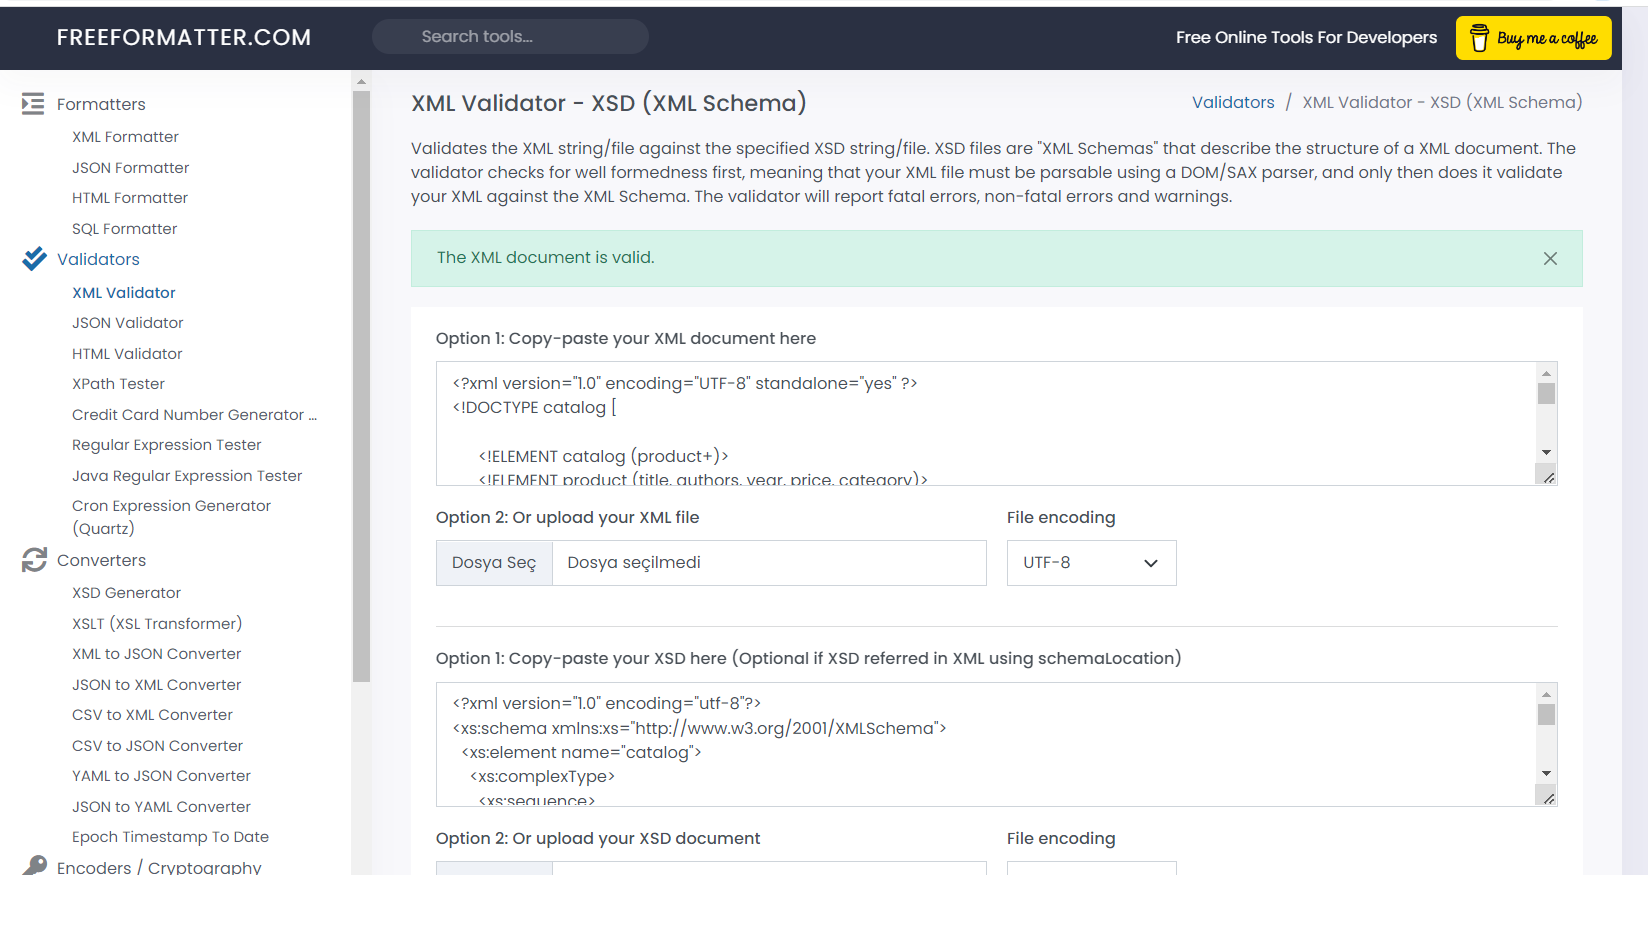 FREEFORMATTER.COM
Search tools...
Free Online Tools For Developers
Buy me a coffee
Formatters
XML Formatter
JSON Formatter
HTML Formatter
SQL Formatter
Validators
XML Validator
JSON Validator
HTML Validator
XPath Tester
Credit Card Number Generator ...
Regular Expression Tester
Java Regular Expression Tester
Cron Expression Generator
(Quartz)
Converters
XSD Generator
XSLT (XSL Transformer)
XML to JSON Converter
JSON to XML Converter
CSV to XML Converter
CSV to JSON Converter
YAML to JSON Converter
JSON to YAML Converter
Epoch Timestamp To Date
Encoders / Cryptography
XML Validator - XSD (XML Schema)
Validators / XML Validator - XSD (XML Schema)
Validates the XML string/file against the specified XSD string/file. XSD files are "XML Schemas" that describe the structure of a XML document. The
validator checks for well formedness first, meaning that your XML file must be parsable using a DOM/SAX parser, and only then does it validate
your XML against the XML Schema. The validator will report fatal errors, non-fatal errors and warnings.
The XML document is valid.
Option 1: Copy-paste your XML document here
<?xml version="1.0" encoding="UTF-8" standalone="yes" ?>
<!DOCTYPE catalog [
<!ELEMENT catalog (product+)>
<!ELEMENT product (title, authors, year, price, category)>
Option 2: Or upload your XML file
File encoding
Dosya Seç
Dosya seçilmedi
UTF-8
Option 1: Copy-paste your XSD here (Optional if XSD referred in XML using schemaLocation)
<?xml version="1.0" encoding="utf-8"?>
<xs:schema xmlns:xs="http://www.w3.org/2001/XMLSchema">
<xs:element name="catalog">
<xs:complexType>
<xs:sequence>
Option 2: Or upload your XSD document
File encoding